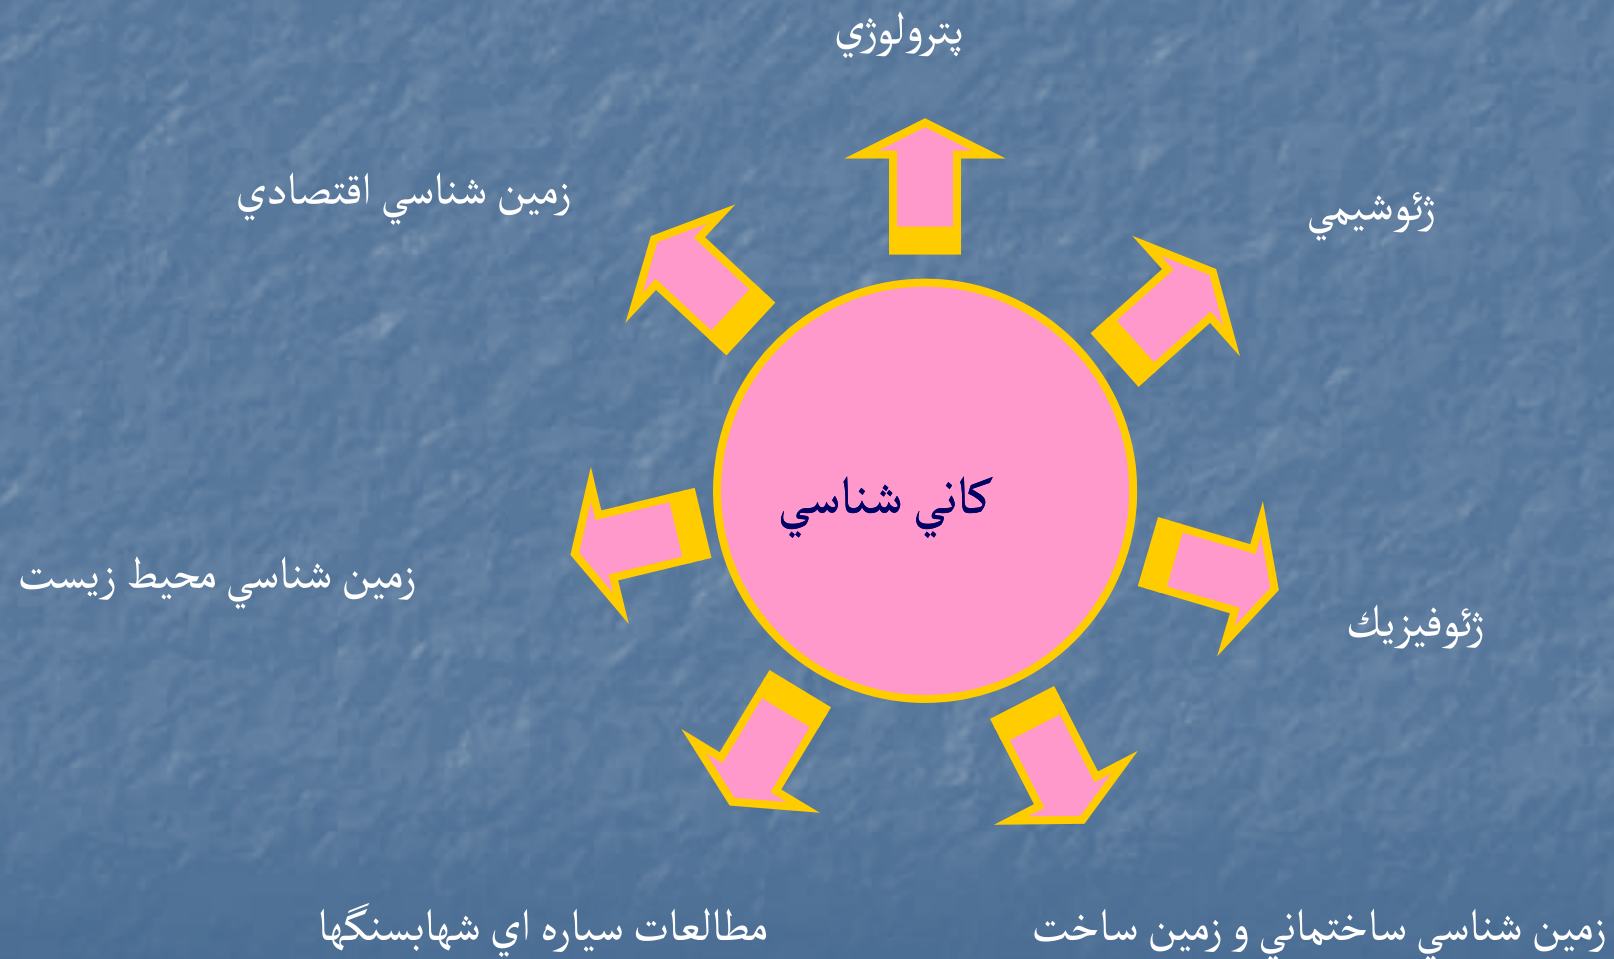 پترولوژي
زمين شناسي اقتصادي
ژئوشيمي
كاني شناسي
زمين شناسي محيط زيست
ژئوفيزيك
مطالعات سياره اي شهابسنگها
زمين شناسي ساختماني و زمين ساخت